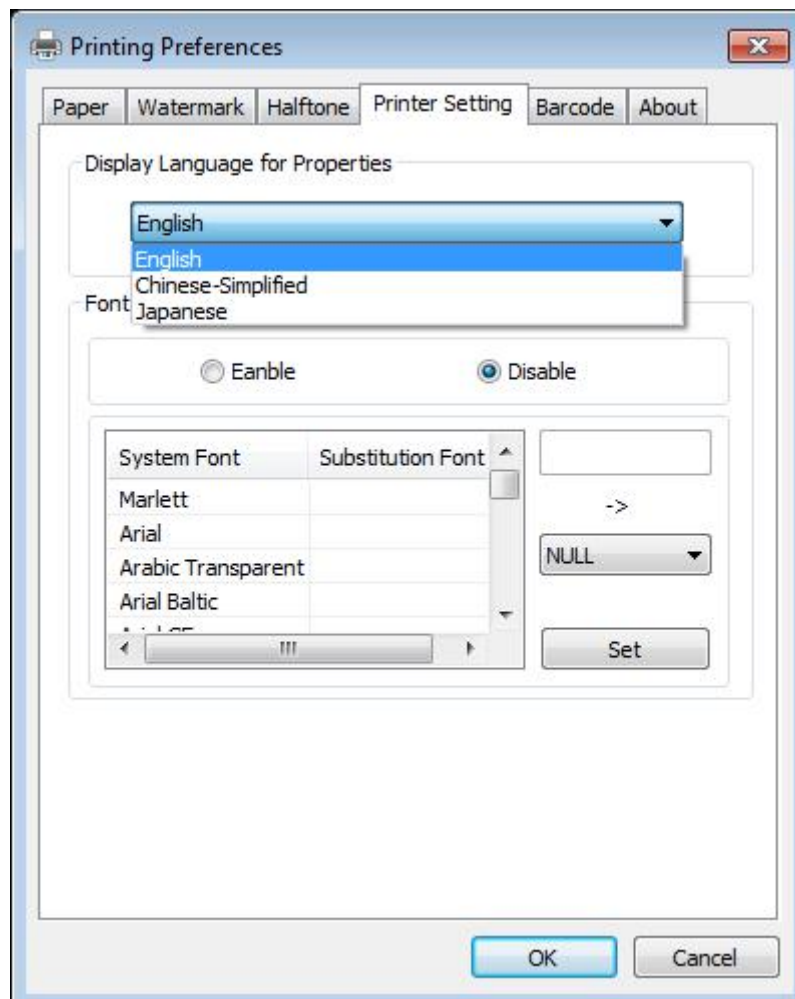 Printing Preferences
Paper Watermark Halftone Printer Setting Barcode About
Display Language for Properties
English
English
Chinese-Simplified
Japanese
Font
Eanble Disable
System Font Substitution Font
Marlett
->
Arial
NULL
Arabic Transparent
Arial Baltic
Set
OK Cancel